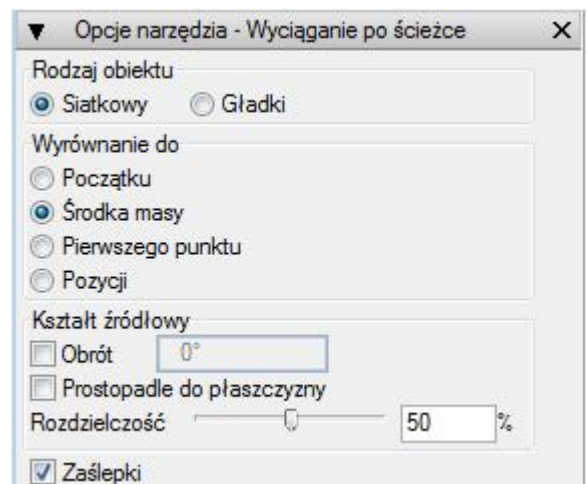 Opcje narzędzia - Wyciąganie po ścieżce
Rodzaj obiektu
Siatkowy Gładki
Wyrównanie do
Początku
Środka masy
Pierwszego punktu
Pozycji
Kształt źródłowy
Obrót 0°
Prostopadle do płaszczyzny
Rozdzielczość 50 %
Zaślepki